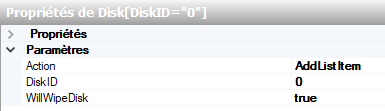 Propriétés de Disk[DiskID="0"]
Propriétés
Paramètres
Action AddListItem
DiskID 0
WillWipeDisk true